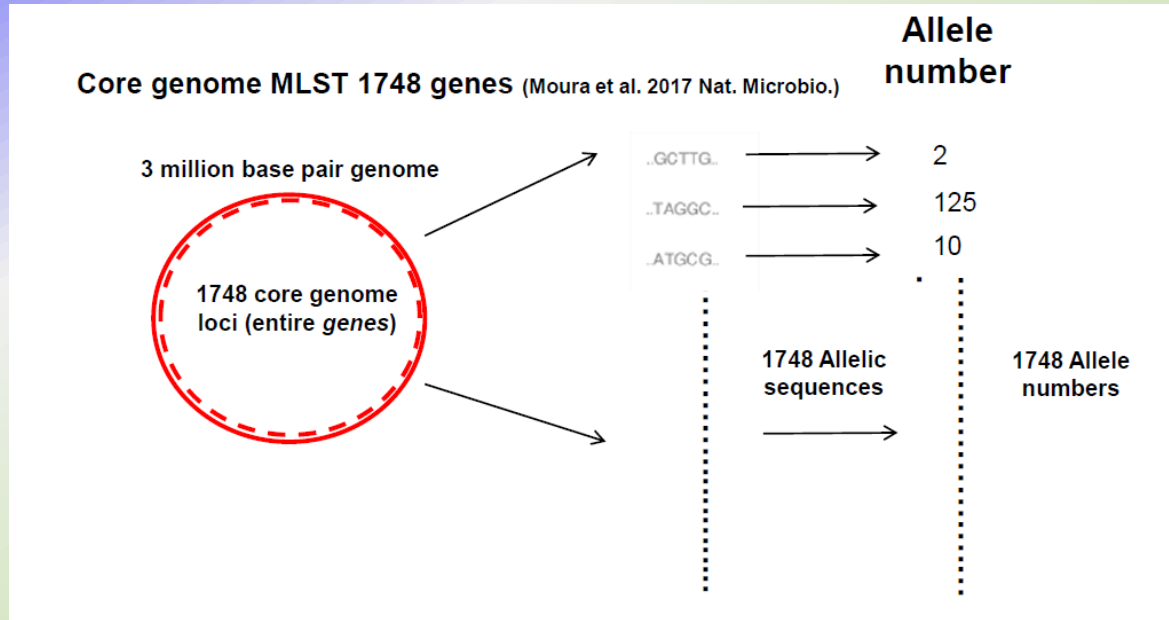 Allele
number
Core genome MLST 1748 genes (Moura et al. 2017 Nat. Microbio.)
3 million base pair genome
1748 core genome
loci (entire genes)
..GCTTG..
2
..TAGGC..
125
..ATGCG..
10
1748 Allelic
sequences
1748 Allele
numbers